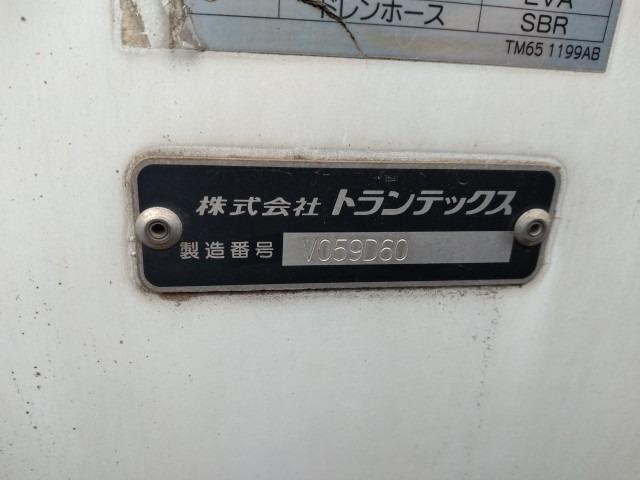 EVA
ドレンホース SBR
TM65 1199AB
株式会社 トランテックス
製造番号 V059D60